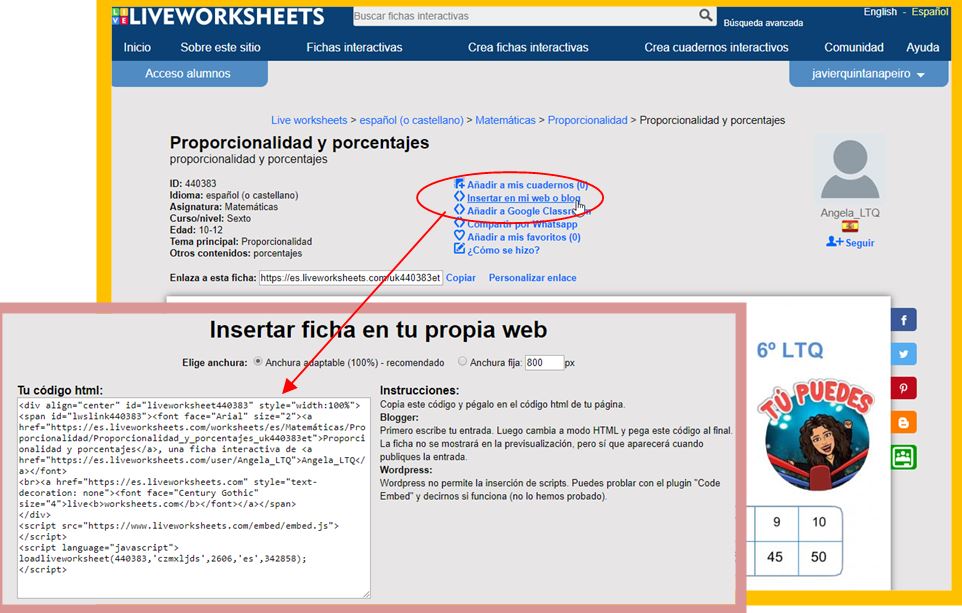 LIVEWORKSHEETS
Buscar fichas interactivas
Búsqueda avanzada
English - Español
Inicio Sobre este sitio Fichas interactivas Crea fichas interactivas Crea cuadernos interactivos Comunidad Ayuda
Acceso alumnos
javierquintanapeiro
Live worksheets > español (o castellano) > Matemáticas > Proporcionalidad > Proporcionalidad y porcentajes
Proporcionalidad y porcentajes
proporcionalidad y porcentajes
ID: 440383
Idioma: español (o castellano)
Asignatura: Matemáticas
Curso/nivel: Sexto
Edad: 10-12
Tema principal: Proporcionalidad
Otros contenidos: porcentajes
Añadir a mis cuadernos (0)
Insertar en mi web o blog
Añadir a Google Classroom
Compartir por Whatsapp
Añadir a mis favoritos (0)
¿Cómo se hizo?
Angela_LTQ
Seguir
Enlaza a esta ficha: https://es.liveworksheets.com/uk440383et Copiar Personalizar enlace
Insertar ficha en tu propia web
Elige anchura: Anchura adaptable (100%) - recomendado Anchura fija: 800 px
Tu código html:
<div align="center" id="liveworksheet440383" style="width:100%">
<span id="lwslink440383"><font face="Arial" size="2"><a
href="https://es.liveworksheets.com/worksheets/es/Matemáticas/Pro
porcionalidad/Proporcionalidad_y_porcentajes_uk440383et">Proporci
onalidad y porcentajes</a>, una ficha interactiva de <a
href="https://es.liveworksheets.com/user/Angela_LTQ">Angela_LTQ</
a></font>
<br><a href="https://es.liveworksheets.com" style="text-
decoration: none"><font face="Century Gothic"
size="4">live<b>worksheets.com</b></font></a></span>
</div>
<script src="https://www.liveworksheets.com/embed/embed.js">
</script>
<script language="javascript">
loadliveworksheet(440383,'czmxljds',2606,'es',342858);
</script>
Instrucciones:
Copia este código y pégalo en el código html de tu página.
Blogger:
Primero escribe tu entrada. Luego cambia a modo HTML y pega este código al final.
La ficha no se mostrará en la previsualización, pero sí que aparecerá cuando
publiques la entrada.
Wordpress:
Wordpress no permite la inserción de scripts. Puedes problar con el plugin "Code
Embed" y decirnos si funciona (no lo hemos probado).
6º LTQ
TÚ PUEDES
9 10
45 50